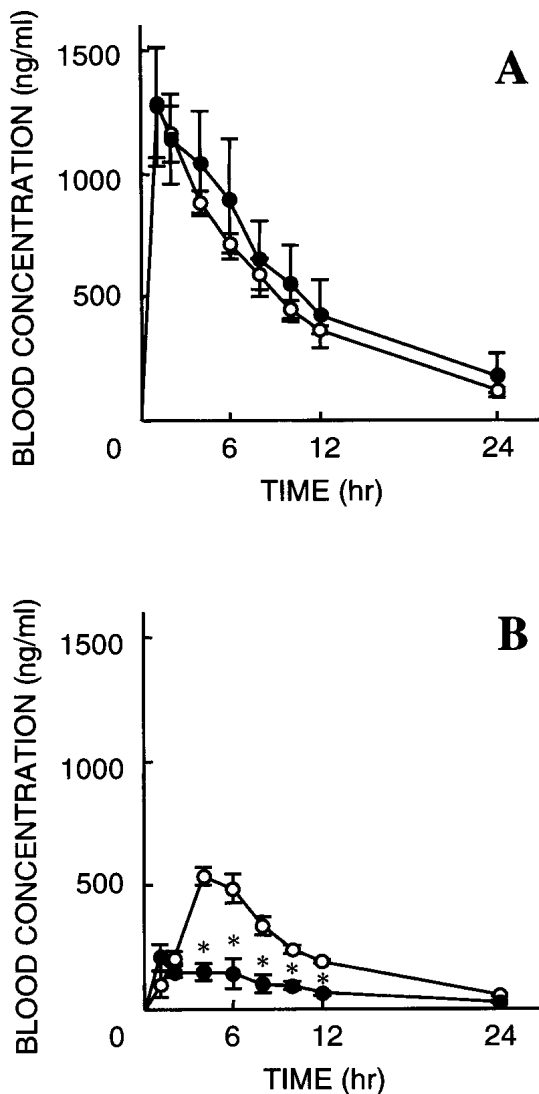 A
BLOOD CONCENTRATION (ng/ml)
1500
1000
500
0
6
12
24
TIME (hr)
B
BLOOD CONCENTRATION (ng/ml)
1500
1000
500
* * * * *
0
6
12
24
TIME (hr)